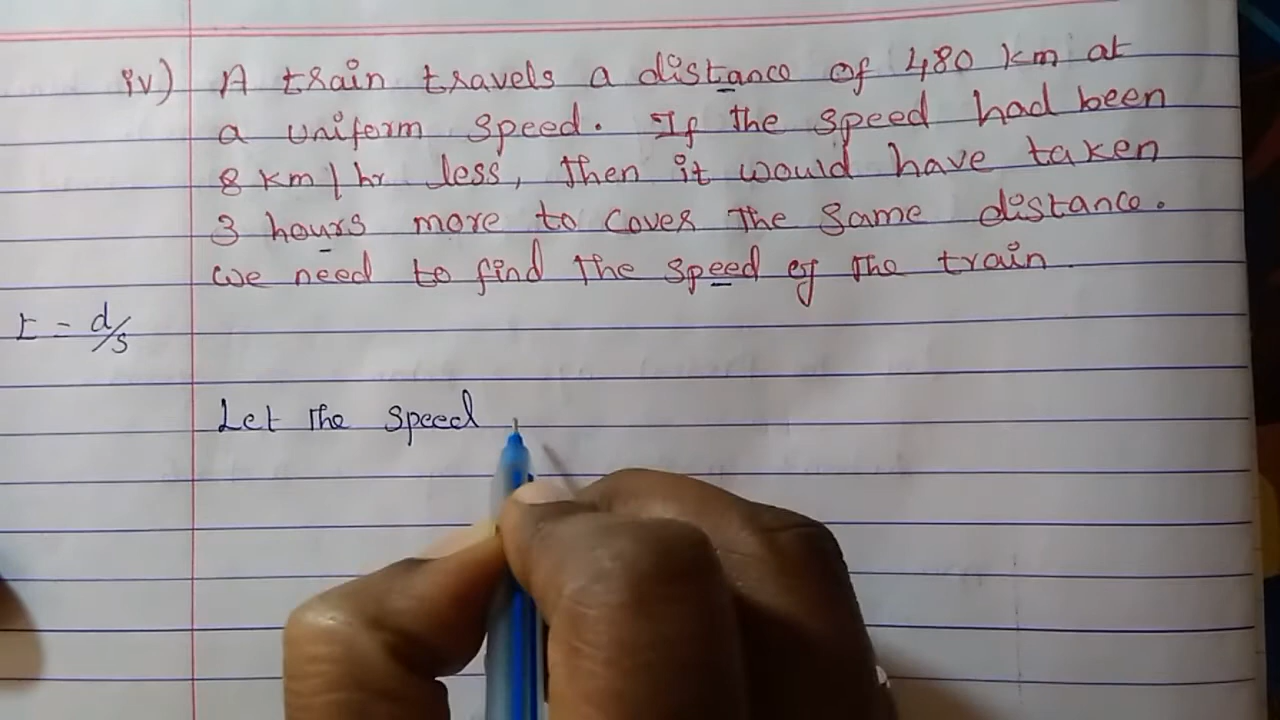 iv) A train travels a distance of 480 km at
a uniform speed. If the speed had been
8 km/hr less, then it would have taken
3 hours more to cover the same distance.
we need to find the speed of the train
t = d/s
Let the speed